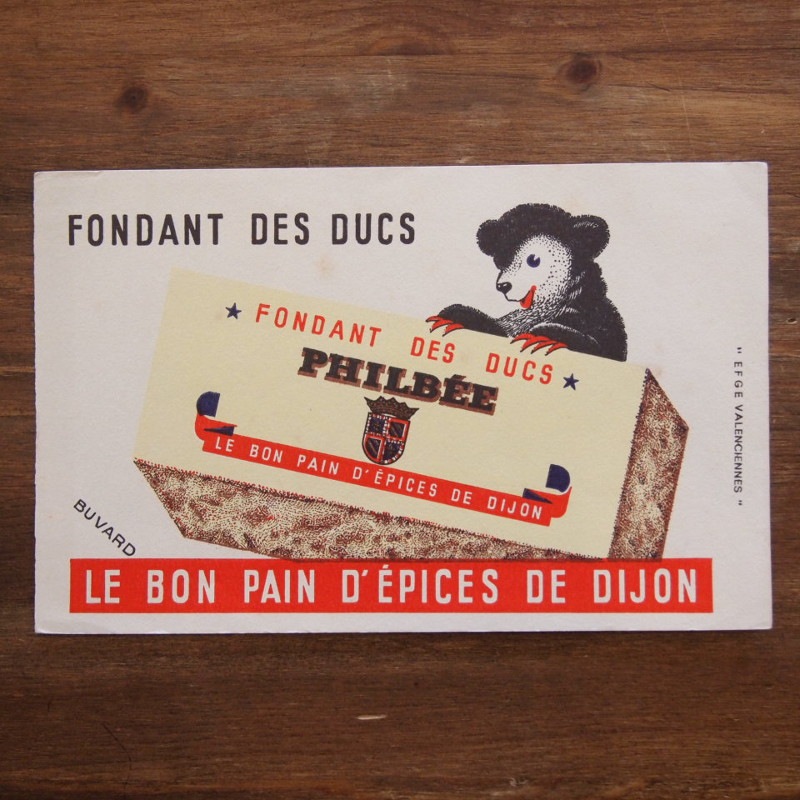 FONDANT DES DUCS
★ FONDANT DES DUCS ★
PHILBÉE
LE BON PAIN D'ÉPICES DE DIJON
BUVARD
"EFGE VALENCIENNES"
LE BON PAIN D'ÉPICES DE DIJON